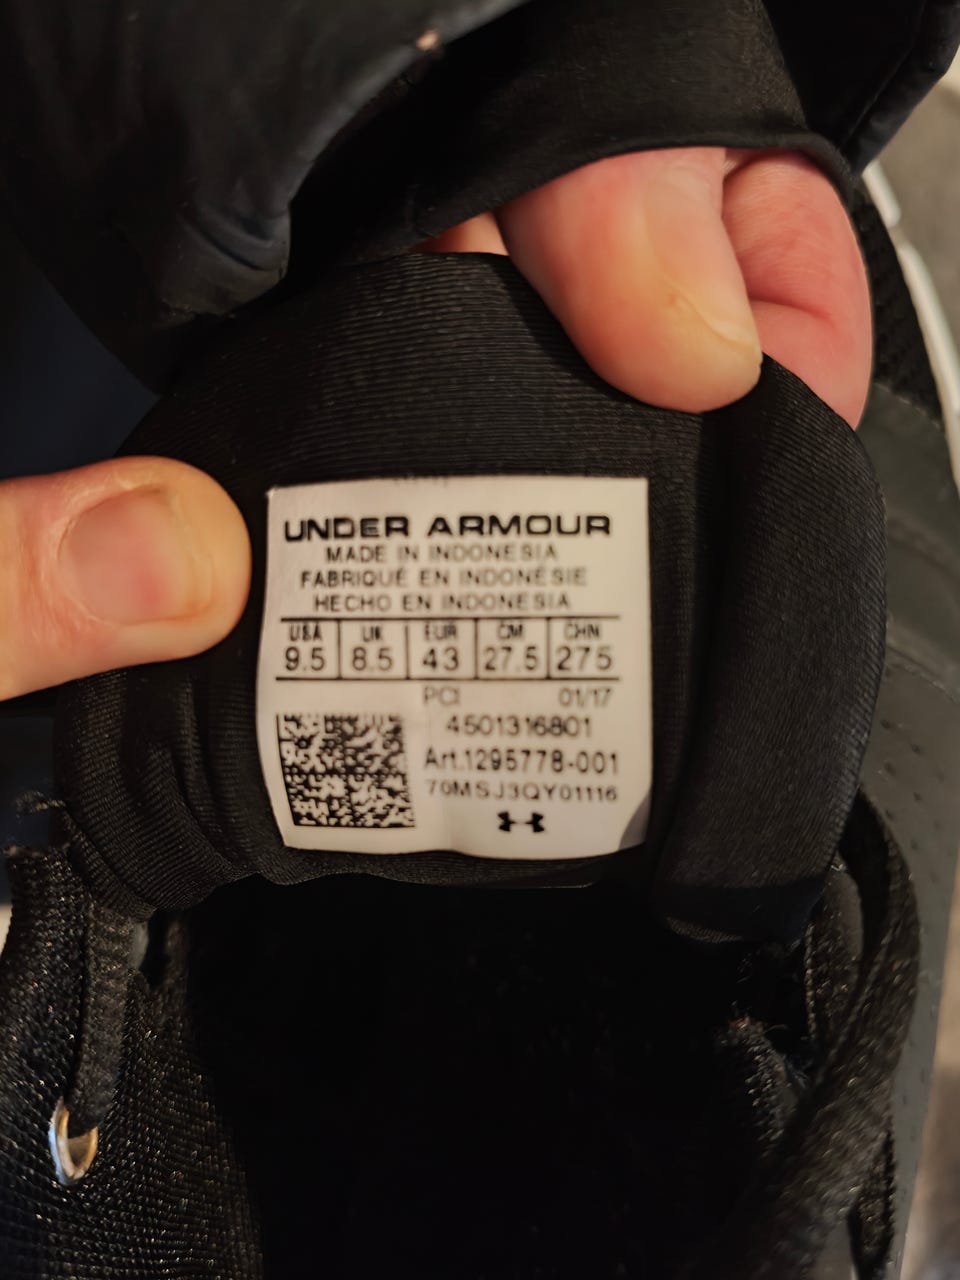 UNDER ARMOUR
MADE IN INDONESIA
FABRIQUÉ EN INDONÉSIE
HECHO EN INDONESIA
USA UK EUR CM CHN
9.5 8.5 43 27.5 275
PCI 01/17
4501316801
Art.1295778-001
70MSJ3QY01116